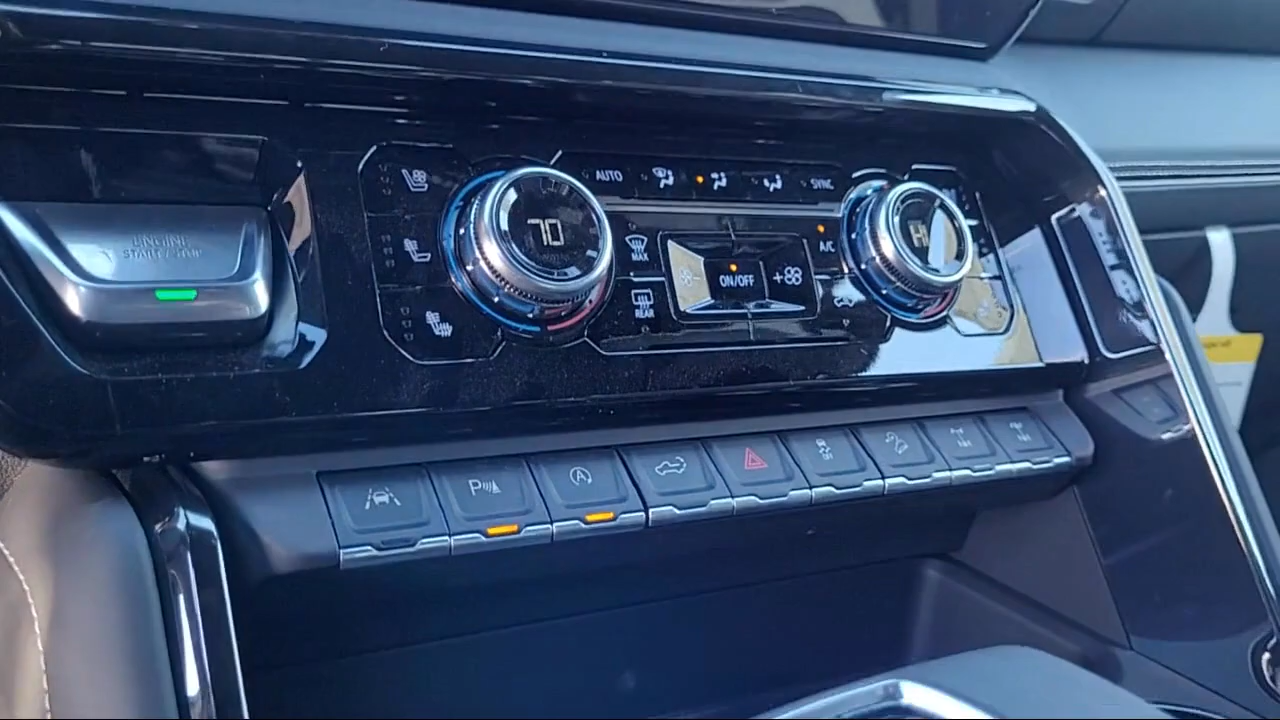 ENGINE
START / STOP
AUTO
SYNC
70
HI
MAX
A/C
ON/OFF
REAR
P
A